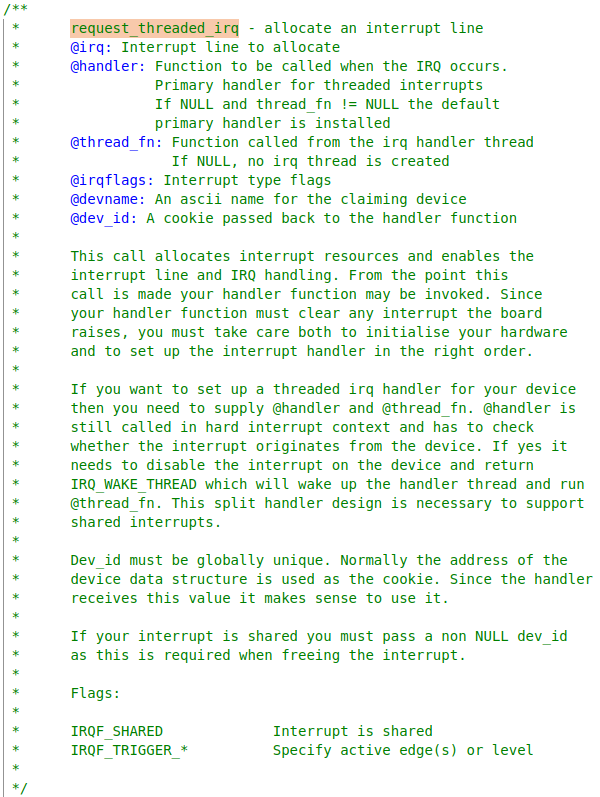 /**
 * request_threaded_irq - allocate an interrupt line
 * @irq: Interrupt line to allocate
 * @handler: Function to be called when the IRQ occurs.
 * Primary handler for threaded interrupts
 * If NULL and thread_fn != NULL the default
 * primary handler is installed
 * @thread_fn: Function called from the irq handler thread
 * If NULL, no irq thread is created
 * @irqflags: Interrupt type flags
 * @devname: An ascii name for the claiming device
 * @dev_id: A cookie passed back to the handler function
 *
 * This call allocates interrupt resources and enables the
 * interrupt line and IRQ handling. From the point this
 * call is made your handler function may be invoked. Since
 * your handler function must clear any interrupt the board
 * raises, you must take care both to initialise your hardware
 * and to set up the interrupt handler in the right order.
 *
 * If you want to set up a threaded irq handler for your device
 * then you need to supply @handler and @thread_fn. @handler is
 * still called in hard interrupt context and has to check
 * whether the interrupt originates from the device. If yes it
 * needs to disable the interrupt on the device and return
 * IRQ_WAKE_THREAD which will wake up the handler thread and run
 * @thread_fn. This split handler design is necessary to support
 * shared interrupts.
 *
 * Dev_id must be globally unique. Normally the address of the
 * device data structure is used as the cookie. Since the handler
 * receives this value it makes sense to use it.
 *
 * If your interrupt is shared you must pass a non NULL dev_id
 * as this is required when freeing the interrupt.
 *
 * Flags:
 *
 * IRQF_SHARED Interrupt is shared
 * IRQF_TRIGGER_* Specify active edge(s) or level
 *
 */